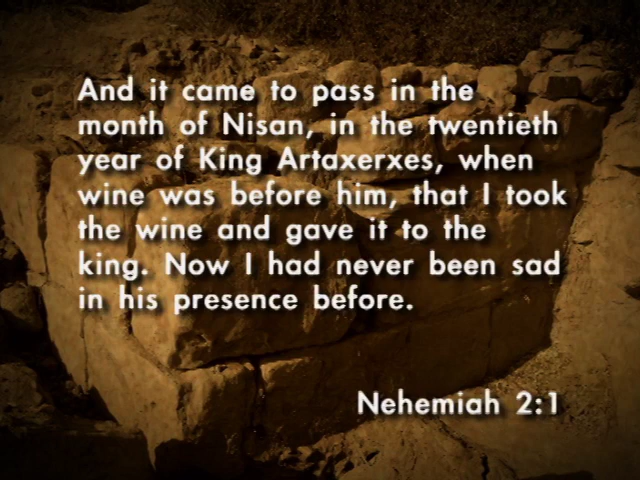 And it came to pass in the
month of Nisan, in the twentieth
year of King Artaxerxes, when
wine was before him, that I took
the wine and gave it to the
king. Now I had never been sad
in his presence before.
Nehemiah 2:1